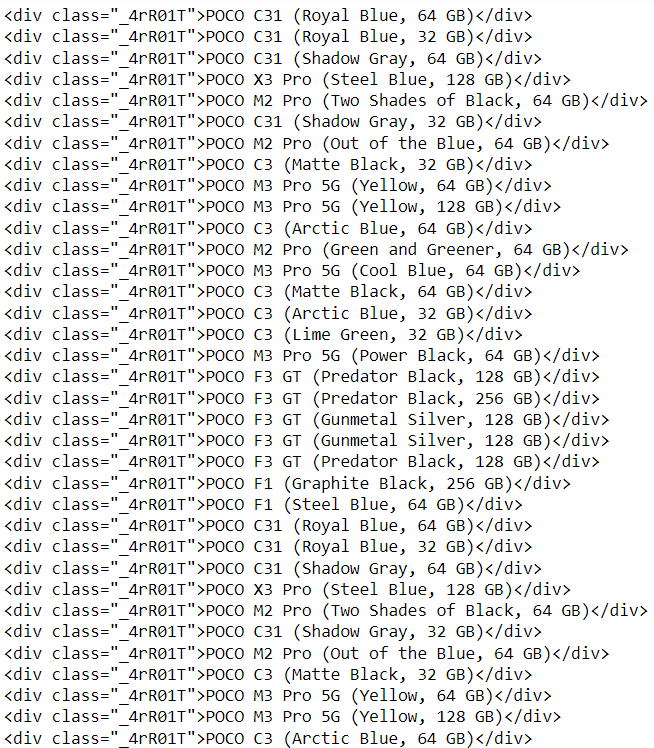 <div class="_4rR01T">POCO C31 (Royal Blue, 64 GB)</div>
<div class="_4rR01T">POCO C31 (Royal Blue, 32 GB)</div>
<div class="_4rR01T">POCO C31 (Shadow Gray, 64 GB)</div>
<div class="_4rR01T">POCO X3 Pro (Steel Blue, 128 GB)</div>
<div class="_4rR01T">POCO M2 Pro (Two Shades of Black, 64 GB)</div>
<div class="_4rR01T">POCO C31 (Shadow Gray, 32 GB)</div>
<div class="_4rR01T">POCO M2 Pro (Out of the Blue, 64 GB)</div>
<div class="_4rR01T">POCO C3 (Matte Black, 32 GB)</div>
<div class="_4rR01T">POCO M3 Pro 5G (Yellow, 64 GB)</div>
<div class="_4rR01T">POCO M3 Pro 5G (Yellow, 128 GB)</div>
<div class="_4rR01T">POCO C3 (Arctic Blue, 64 GB)</div>
<div class="_4rR01T">POCO M2 Pro (Green and Greener, 64 GB)</div>
<div class="_4rR01T">POCO M3 Pro 5G (Cool Blue, 64 GB)</div>
<div class="_4rR01T">POCO C3 (Matte Black, 64 GB)</div>
<div class="_4rR01T">POCO C3 (Arctic Blue, 32 GB)</div>
<div class="_4rR01T">POCO C3 (Lime Green, 32 GB)</div>
<div class="_4rR01T">POCO M3 Pro 5G (Power Black, 64 GB)</div>
<div class="_4rR01T">POCO F3 GT (Predator Black, 128 GB)</div>
<div class="_4rR01T">POCO F3 GT (Predator Black, 256 GB)</div>
<div class="_4rR01T">POCO F3 GT (Gunmetal Silver, 128 GB)</div>
<div class="_4rR01T">POCO F3 GT (Gunmetal Silver, 128 GB)</div>
<div class="_4rR01T">POCO F3 GT (Predator Black, 128 GB)</div>
<div class="_4rR01T">POCO F1 (Graphite Black, 256 GB)</div>
<div class="_4rR01T">POCO F1 (Steel Blue, 64 GB)</div>
<div class="_4rR01T">POCO C31 (Royal Blue, 64 GB)</div>
<div class="_4rR01T">POCO C31 (Royal Blue, 32 GB)</div>
<div class="_4rR01T">POCO C31 (Shadow Gray, 64 GB)</div>
<div class="_4rR01T">POCO X3 Pro (Steel Blue, 128 GB)</div>
<div class="_4rR01T">POCO M2 Pro (Two Shades of Black, 64 GB)</div>
<div class="_4rR01T">POCO C31 (Shadow Gray, 32 GB)</div>
<div class="_4rR01T">POCO M2 Pro (Out of the Blue, 64 GB)</div>
<div class="_4rR01T">POCO C3 (Matte Black, 32 GB)</div>
<div class="_4rR01T">POCO M3 Pro 5G (Yellow, 64 GB)</div>
<div class="_4rR01T">POCO M3 Pro 5G (Yellow, 128 GB)</div>
<div class="_4rR01T">POCO C3 (Arctic Blue, 64 GB)</div>